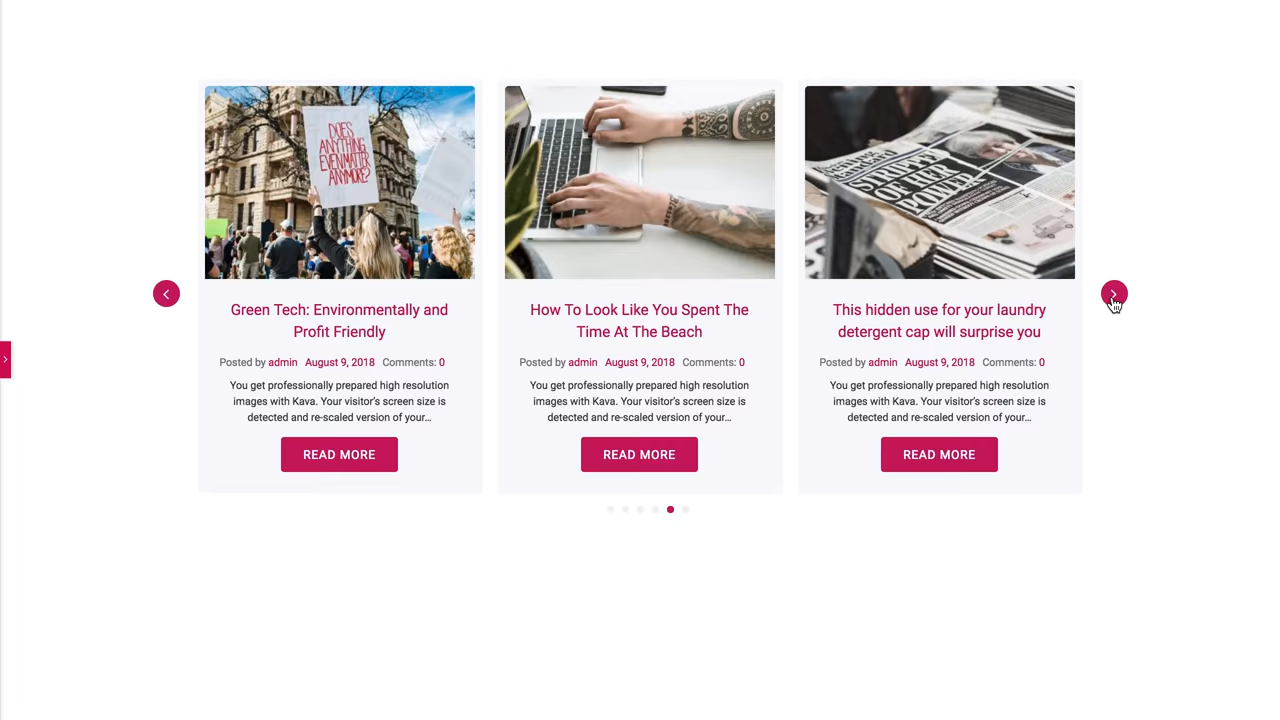 DOES
ANYTHING
EVEN MATTER
ANYMORE?
STRIPPED
OF HER
POWER
Green Tech: Environmentally and
Profit Friendly
Posted by admin August 9, 2018 Comments: 0
You get professionally prepared high resolution
images with Kava. Your visitor's screen size is
detected and re-scaled version of your...
READ MORE
How To Look Like You Spent The
Time At The Beach
Posted by admin August 9, 2018 Comments: 0
You get professionally prepared high resolution
images with Kava. Your visitor's screen size is
detected and re-scaled version of your...
READ MORE
This hidden use for your laundry
detergent cap will surprise you
Posted by admin August 9, 2018 Comments: 0
You get professionally prepared high resolution
images with Kava. Your visitor's screen size is
detected and re-scaled version of your...
READ MORE